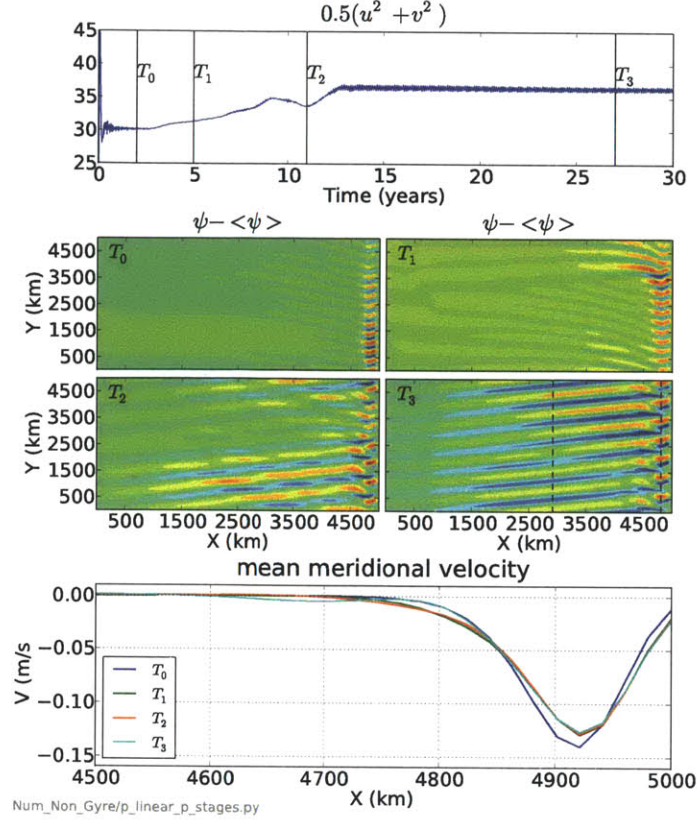 0.5(u² +v² )
45
40
35
30
25
T₀
T₁
T₂
T₃
0 5 10 15 20 25 30
Time (years)
ψ− <ψ>
ψ− <ψ>
Y (km)
4500
3500
2500
1500
500
T₀
T₁
Y (km)
4500
3500
2500
1500
500
T₂
T₃
500 1500 2500 3500 4500
500 1500 2500 3500 4500
X (km)
X (km)
mean meridional velocity
V (m/s
0.00
−0.05
−0.10
−0.15
T₀
T₁
T₂
T₃
4500 4600 4700 4800 4900 5000
X (km)
Num_Non_Gyre/p_linear_p_stages.py